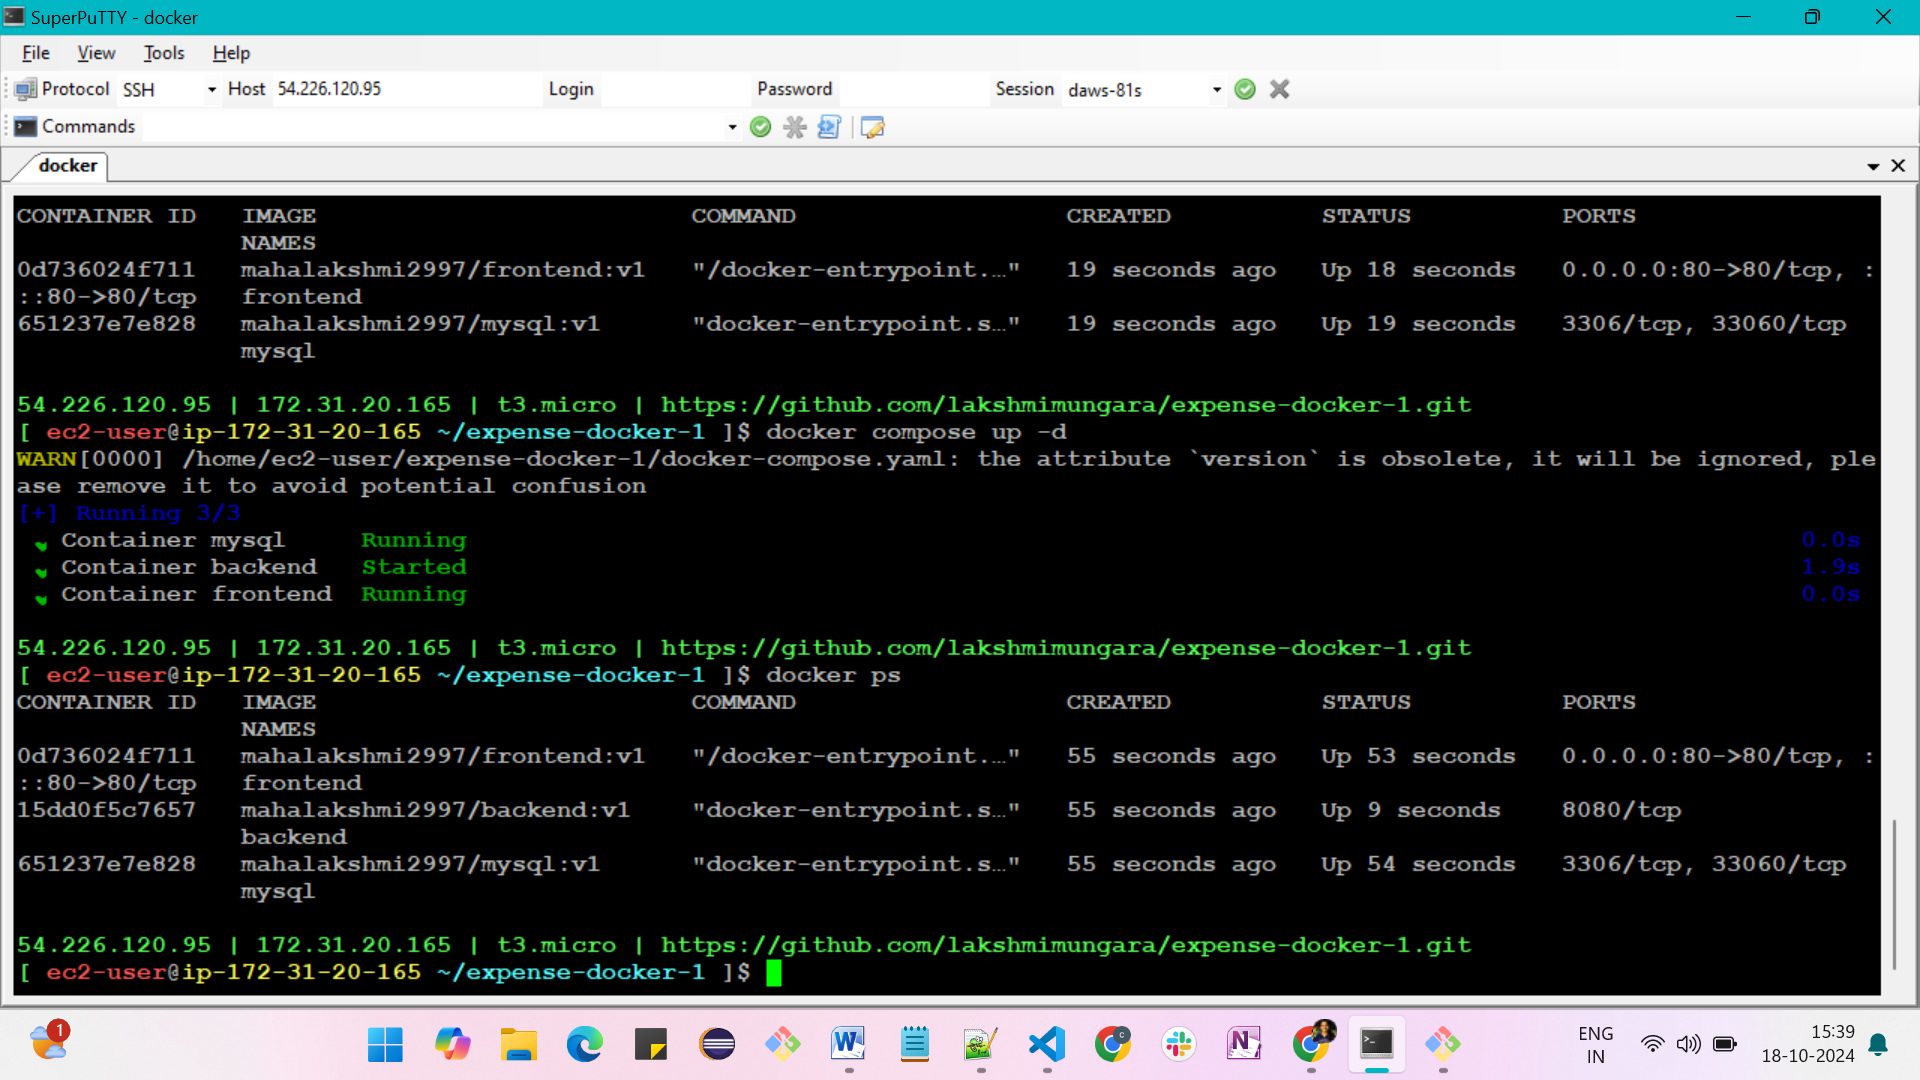 SuperPuTTY - docker
File View Tools Help
Protocol SSH Host 54.226.120.95 Login Password Session daws-81s
Commands
docker
CONTAINER ID   IMAGE                         COMMAND                  CREATED          STATUS          PORTS
               NAMES
0d736024f711   mahalakshmi2997/frontend:v1   "/docker-entrypoint.…"   19 seconds ago   Up 18 seconds   0.0.0.0:80->80/tcp, :
::80->80/tcp   frontend
651237e7e828   mahalakshmi2997/mysql:v1      "docker-entrypoint.s…"   19 seconds ago   Up 19 seconds   3306/tcp, 33060/tcp
               mysql
54.226.120.95 | 172.31.20.165 | t3.micro | https://github.com/lakshmimungara/expense-docker-1.git
[ ec2-user@ip-172-31-20-165 ~/expense-docker-1 ]$ docker compose up -d
WARN[0000] /home/ec2-user/expense-docker-1/docker-compose.yaml: the attribute `version` is obsolete, it will be ignored, ple
ase remove it to avoid potential confusion
[+] Running 3/3
Container mysql     Running 0.0s
Container backend   Started 1.9s
Container frontend  Running 0.0s
54.226.120.95 | 172.31.20.165 | t3.micro | https://github.com/lakshmimungara/expense-docker-1.git
[ ec2-user@ip-172-31-20-165 ~/expense-docker-1 ]$ docker ps
CONTAINER ID   IMAGE                         COMMAND                  CREATED          STATUS          PORTS
               NAMES
0d736024f711   mahalakshmi2997/frontend:v1   "/docker-entrypoint.…"   55 seconds ago   Up 53 seconds   0.0.0.0:80->80/tcp, :
::80->80/tcp   frontend
15dd0f5c7657   mahalakshmi2997/backend:v1    "docker-entrypoint.s…"   55 seconds ago   Up 9 seconds    8080/tcp
               backend
651237e7e828   mahalakshmi2997/mysql:v1      "docker-entrypoint.s…"   55 seconds ago   Up 54 seconds   3306/tcp, 33060/tcp
               mysql
54.226.120.95 | 172.31.20.165 | t3.micro | https://github.com/lakshmimungara/expense-docker-1.git
[ ec2-user@ip-172-31-20-165 ~/expense-docker-1 ]$
1
ENG
IN
15:39
18-10-2024